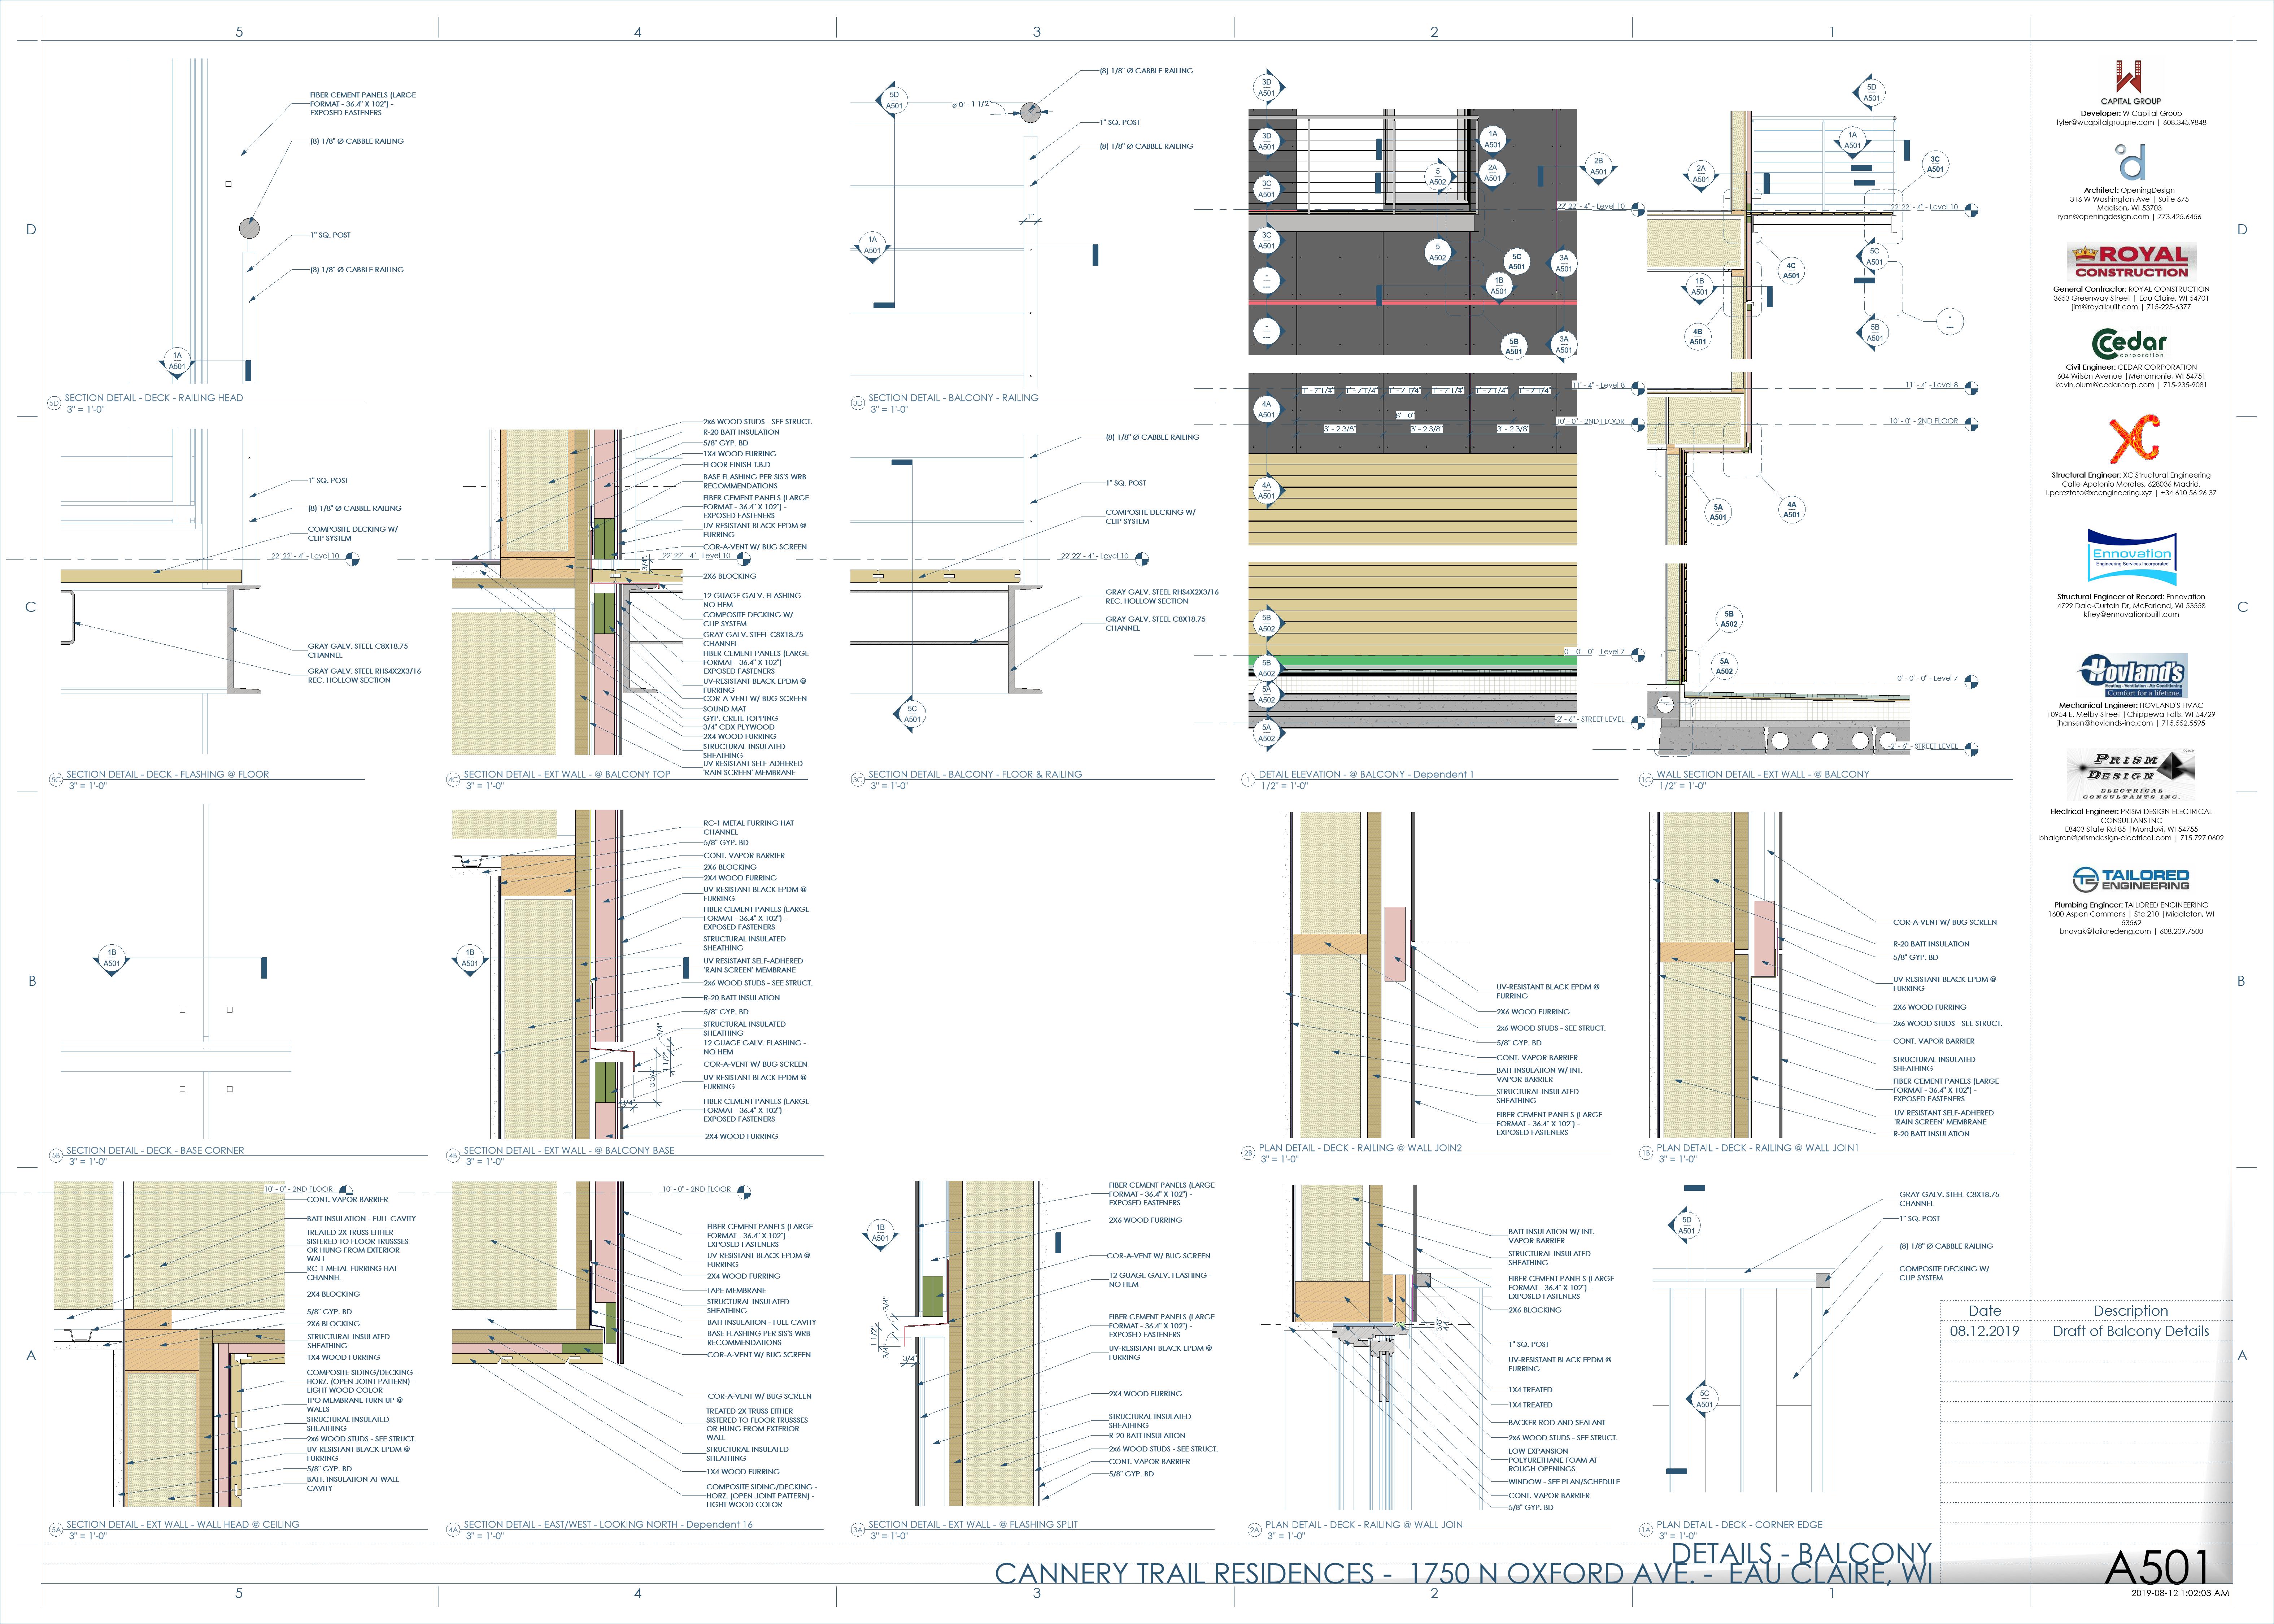 5
4
3
2
1
D
C
B
A
FIBER CEMENT PANELS (LARGE
FORMAT - 36.4" X 102") -
EXPOSED FASTENERS
(8) 1/8" Ø CABBLE RAILING
1" SQ. POST
(8) 1/8" Ø CABBLE RAILING
1A
A501
5D
SECTION DETAIL - DECK - RAILING HEAD
3" = 1'-0"
5D
A501
ø 0' - 1 1/2"
(8) 1/8" Ø CABBLE RAILING
1" SQ. POST
(8) 1/8" Ø CABBLE RAILING
1"
1A
A501
3D
SECTION DETAIL - BALCONY - RAILING
3" = 1'-0"
1" SQ. POST
(8) 1/8" Ø CABBLE RAILING
COMPOSITE DECKING W/
CLIP SYSTEM
22' 22' - 4" - Level 10
GRAY GALV. STEEL C8X18.75
CHANNEL
GRAY GALV. STEEL RHS4X2X3/16
REC. HOLLOW SECTION
5C
SECTION DETAIL - DECK - FLASHING @ FLOOR
3" = 1'-0"
2x6 WOOD STUDS - SEE STRUCT.
R-20 BATT INSULATION
5/8" GYP. BD
1X4 WOOD FURRING
FLOOR FINISH T.B.D
BASE FLASHING PER SIS'S WRB
RECOMMENDATIONS
FIBER CEMENT PANELS (LARGE
FORMAT - 36.4" X 102") -
EXPOSED FASTENERS
UV-RESISTANT BLACK EPDM @
FURRING
COR-A-VENT W/ BUG SCREEN
22' 22' - 4" - Level 10
3/4"
2X6 BLOCKING
12 GUAGE GALV. FLASHING -
NO HEM
COMPOSITE DECKING W/
CLIP SYSTEM
GRAY GALV. STEEL C8X18.75
CHANNEL
FIBER CEMENT PANELS (LARGE
FORMAT - 36.4" X 102") -
EXPOSED FASTENERS
UV-RESISTANT BLACK EPDM @
FURRING
COR-A-VENT W/ BUG SCREEN
SOUND MAT
GYP. CRETE TOPPING
3/4" CDX PLYWOOD
2X4 WOOD FURRING
STRUCTURAL INSULATED
SHEATHING
UV RESISTANT SELF-ADHERED
'RAIN SCREEN' MEMBRANE
4C
SECTION DETAIL - EXT WALL - @ BALCONY TOP
3" = 1'-0"
(8) 1/8" Ø CABBLE RAILING
1" SQ. POST
COMPOSITE DECKING W/
CLIP SYSTEM
22' 22' - 4" - Level 10
GRAY GALV. STEEL RHS4X2X3/16
REC. HOLLOW SECTION
GRAY GALV. STEEL C8X18.75
CHANNEL
5C
A501
3C
SECTION DETAIL - BALCONY - FLOOR & RAILING
3" = 1'-0"
3D
A501
3D
A501
3C
A501
3C
A501
-
---
-
---
1A
A501
2A
A501
5
A502
5
A502
2B
A501
22' 22' - 4" - Level 10
5C
A501
3A
A501
1B
A501
5B
A501
3A
A501
4A
A501
1' - 7 1/4" 1' - 7 1/4" 1' - 7 1/4" 1' - 7 1/4" 1' - 7 1/4" 1' - 7 1/4"
11' - 4" - Level 8
8' - 0"
10' - 0" - 2ND FLOOR
3' - 2 3/8" 3' - 2 3/8" 3' - 2 3/8"
4A
A501
5B
A502
5B
A502
5A
A502
5A
A502
0' - 0' - 0" - Level 7
-2' - 6" - STREET LEVEL
1
DETAIL ELEVATION - @ BALCONY - Dependent 1
1/2" = 1'-0"
5D
A501
1A
A501
3C
A501
2A
A501
22' 22' - 4" - Level 10
5C
A501
4C
A501
1B
A501
4B
A501
5B
A501
-
---
11' - 4" - Level 8
10' - 0" - 2ND FLOOR
5A
A501
4A
A501
5B
A502
5A
A502
0' - 0' - 0" - Level 7
-2' - 6" - STREET LEVEL
1C
WALL SECTION DETAIL - EXT WALL - @ BALCONY
1/2" = 1'-0"
1B
A501
5B
SECTION DETAIL - DECK - BASE CORNER
3" = 1'-0"
RC-1 METAL FURRING HAT
CHANNEL
5/8" GYP. BD
CONT. VAPOR BARRIER
2X6 BLOCKING
2X4 WOOD FURRING
UV-RESISTANT BLACK EPDM @
FURRING
FIBER CEMENT PANELS (LARGE
FORMAT - 36.4" X 102") -
EXPOSED FASTENERS
STRUCTURAL INSULATED
SHEATHING
UV RESISTANT SELF-ADHERED
'RAIN SCREEN' MEMBRANE
2x6 WOOD STUDS - SEE STRUCT.
R-20 BATT INSULATION
5/8" GYP. BD
STRUCTURAL INSULATED
SHEATHING
12 GUAGE GALV. FLASHING -
NO HEM
COR-A-VENT W/ BUG SCREEN
UV-RESISTANT BLACK EPDM @
FURRING
FIBER CEMENT PANELS (LARGE
FORMAT - 36.4" X 102") -
EXPOSED FASTENERS
2X4 WOOD FURRING
1B
A501
3/4"
1 1/2"
3 3/4"
3/4"
4B
SECTION DETAIL - EXT WALL - @ BALCONY BASE
3" = 1'-0"
UV-RESISTANT BLACK EPDM @
FURRING
2X6 WOOD FURRING
2x6 WOOD STUDS - SEE STRUCT.
5/8" GYP. BD
CONT. VAPOR BARRIER
BATT INSULATION W/ INT.
VAPOR BARRIER
STRUCTURAL INSULATED
SHEATHING
FIBER CEMENT PANELS (LARGE
FORMAT - 36.4" X 102") -
EXPOSED FASTENERS
2B
PLAN DETAIL - DECK - RAILING @ WALL JOIN2
3" = 1'-0"
COR-A-VENT W/ BUG SCREEN
R-20 BATT INSULATION
5/8" GYP. BD
UV-RESISTANT BLACK EPDM @
FURRING
2X6 WOOD FURRING
2x6 WOOD STUDS - SEE STRUCT.
CONT. VAPOR BARRIER
STRUCTURAL INSULATED
SHEATHING
FIBER CEMENT PANELS (LARGE
FORMAT - 36.4" X 102") -
EXPOSED FASTENERS
UV RESISTANT SELF-ADHERED
'RAIN SCREEN' MEMBRANE
R-20 BATT INSULATION
1B
PLAN DETAIL - DECK - RAILING @ WALL JOIN1
3" = 1'-0"
10' - 0" - 2ND FLOOR
CONT. VAPOR BARRIER
BATT INSULATION - FULL CAVITY
TREATED 2X TRUSS EITHER
SISTERED TO FLOOR TRUSSSES
OR HUNG FROM EXTERIOR
WALL
RC-1 METAL FURRING HAT
CHANNEL
2X4 BLOCKING
5/8" GYP. BD
2X6 BLOCKING
STRUCTURAL INSULATED
SHEATHING
1X4 WOOD FURRING
COMPOSITE SIDING/DECKING -
HORZ. (OPEN JOINT PATTERN) -
LIGHT WOOD COLOR
TPO MEMBRANE TURN UP @
WALLS
STRUCTURAL INSULATED
SHEATHING
2x6 WOOD STUDS - SEE STRUCT.
UV-RESISTANT BLACK EPDM @
FURRING
5/8" GYP. BD
BATT. INSULATION AT WALL
CAVITY
5A
SECTION DETAIL - EXT WALL - WALL HEAD @ CEILING
3" = 1'-0"
10' - 0" - 2ND FLOOR
FIBER CEMENT PANELS (LARGE
FORMAT - 36.4" X 102") -
EXPOSED FASTENERS
UV-RESISTANT BLACK EPDM @
FURRING
2X4 WOOD FURRING
TAPE MEMBRANE
STRUCTURAL INSULATED
SHEATHING
BATT INSULATION - FULL CAVITY
BASE FLASHING PER SIS'S WRB
RECOMMENDATIONS
COR-A-VENT W/ BUG SCREEN
COR-A-VENT W/ BUG SCREEN
TREATED 2X TRUSS EITHER
SISTERED TO FLOOR TRUSSSES
OR HUNG FROM EXTERIOR
WALL
STRUCTURAL INSULATED
SHEATHING
1X4 WOOD FURRING
COMPOSITE SIDING/DECKING -
HORZ. (OPEN JOINT PATTERN) -
LIGHT WOOD COLOR
4A
SECTION DETAIL - EAST/WEST - LOOKING NORTH - Dependent 16
3" = 1'-0"
1B
A501
FIBER CEMENT PANELS (LARGE
FORMAT - 36.4" X 102") -
EXPOSED FASTENERS
2X6 WOOD FURRING
COR-A-VENT W/ BUG SCREEN
12 GUAGE GALV. FLASHING -
NO HEM
FIBER CEMENT PANELS (LARGE
FORMAT - 36.4" X 102") -
EXPOSED FASTENERS
UV-RESISTANT BLACK EPDM @
FURRING
2X4 WOOD FURRING
STRUCTURAL INSULATED
SHEATHING
R-20 BATT INSULATION
2x6 WOOD STUDS - SEE STRUCT.
CONT. VAPOR BARRIER
5/8" GYP. BD
3/4"
1 1/2"
3/4"
3/4"
3A
SECTION DETAIL - EXT WALL - @ FLASHING SPLIT
3" = 1'-0"
BATT INSULATION W/ INT.
VAPOR BARRIER
STRUCTURAL INSULATED
SHEATHING
FIBER CEMENT PANELS (LARGE
FORMAT - 36.4" X 102") -
EXPOSED FASTENERS
2X6 BLOCKING
3/8"
1" SQ. POST
UV-RESISTANT BLACK EPDM @
FURRING
1X4 TREATED
1X4 TREATED
BACKER ROD AND SEALANT
2x6 WOOD STUDS - SEE STRUCT.
LOW EXPANSION
POLYURETHANE FOAM AT
ROUGH OPENINGS
WINDOW - SEE PLAN/SCHEDULE
CONT. VAPOR BARRIER
5/8" GYP. BD
2A
PLAN DETAIL - DECK - RAILING @ WALL JOIN
3" = 1'-0"
5D
A501
GRAY GALV. STEEL C8X18.75
CHANNEL
1" SQ. POST
(8) 1/8" Ø CABBLE RAILING
COMPOSITE DECKING W/
CLIP SYSTEM
5C
A501
1A
PLAN DETAIL - DECK - CORNER EDGE
3" = 1'-0"
CAPITAL GROUP
Developer: W Capital Group
tyler@wcapitalgroupre.com | 608.345.9848
Architect: OpeningDesign
316 W Washington Ave | Suite 675
Madison, WI 53703
ryan@openingdesign.com | 773.425.6456
ROYAL
CONSTRUCTION
General Contractor: ROYAL CONSTRUCTION
3653 Greenway Street | Eau Claire, WI 54701
jim@royalbuilt.com | 715-225-6377
Cedar
corporation
Civil Engineer: CEDAR CORPORATION
604 Wilson Avenue |Menomonie, WI 54751
kevin.oium@cedarcorp.com | 715-235-9081
XC
Structural Engineer: XC Structural Engineering
Calle Apolonio Morales, 628036 Madrid,
l.pereztato@xcengineering.xyz | +34 610 56 26 37
Ennovation
Engineering Services Incorporated
Structural Engineer of Record: Ennovation
4729 Dale-Curtain Dr, McFarland, WI 53558
kfrey@ennovationbuilt.com
Hovland's
Heating - Ventilation - Air Conditioning
Comfort for a lifetime.
Mechanical Engineer: HOVLAND'S HVAC
10954 E. Melby Street |Chippewa Falls, WI 54729
jhansen@hovlands-inc.com | 715.552.5595
PRISM
DESIGN
ELECTRICAL
CONSULTANTS INC.
Electrical Engineer: PRISM DESIGN ELECTRICAL
CONSULTANS INC
E8403 State Rd 85 |Mondovi, WI 54755
bhalgren@prismdesign-electrical.com | 715.797.0602
TE TAILORED
ENGINEERING
Plumbing Engineer: TAILORED ENGINEERING
1600 Aspen Commons | Ste 210 |Middleton, WI
53562
bnovak@tailoredeng.com | 608.209.7500
Date Description
08.12.2019 Draft of Balcony Details
DETAILS - BALCONY
CANNERY TRAIL RESIDENCES - 1750 N OXFORD AVE. - EAU CLAIRE, WI
A501
2019-08-12 1:02:03 AM
5
4
3
2
1
D
C
B
A